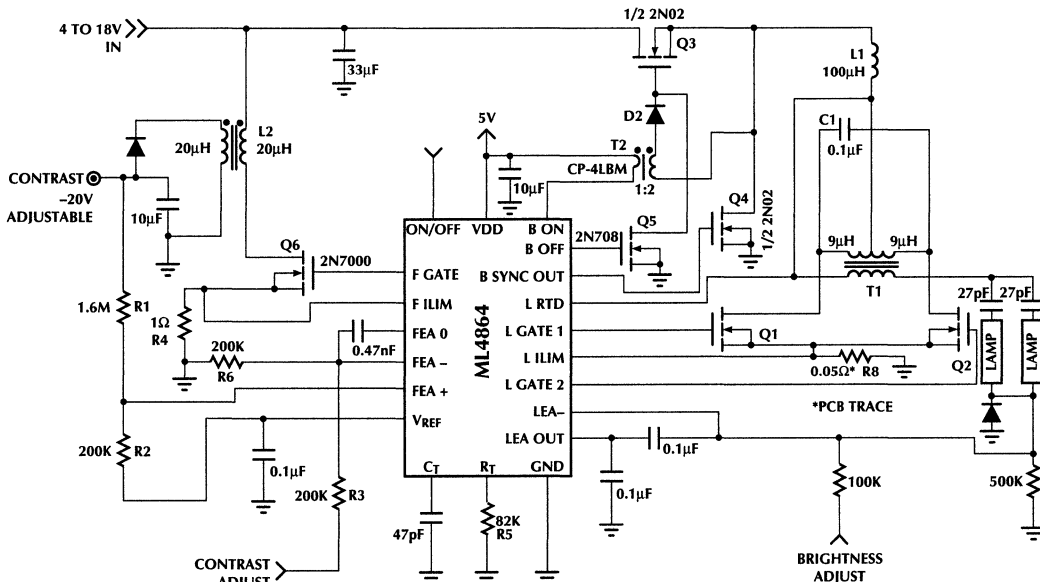 4 TO 18V
IN
33µF
1/2 2N02
Q3
L1
100µH
D2
C1
0.1µF
5V
T2
CP-4LBM
1:2
10µF
20µH
L2
20µH
CONTRAST
–20V
ADJUSTABLE
10µF
Q6
2N7000
Q5
2N708
Q4
1/2 2N02
9µH
9µH
T1
27pF
27pF
LAMP
LAMP
1.6M
R1
1Ω
R4
0.47nF
200K
R6
ML4864
ON/OFF
VDD
B ON
B OFF
B SYNC OUT
L RTD
L GATE 1
L ILIM
L GATE 2
LEA–
LEA OUT
F GATE
F ILIM
FEA 0
FEA –
FEA +
VREF
CT
RT
GND
Q1
Q2
0.05Ω*
R8
*PCB TRACE
200K
R2
0.1µF
200K
R3
47pF
82K
R5
0.1µF
0.1µF
100K
500K
CONTRAST
ADJUST
BRIGHTNESS
ADJUST